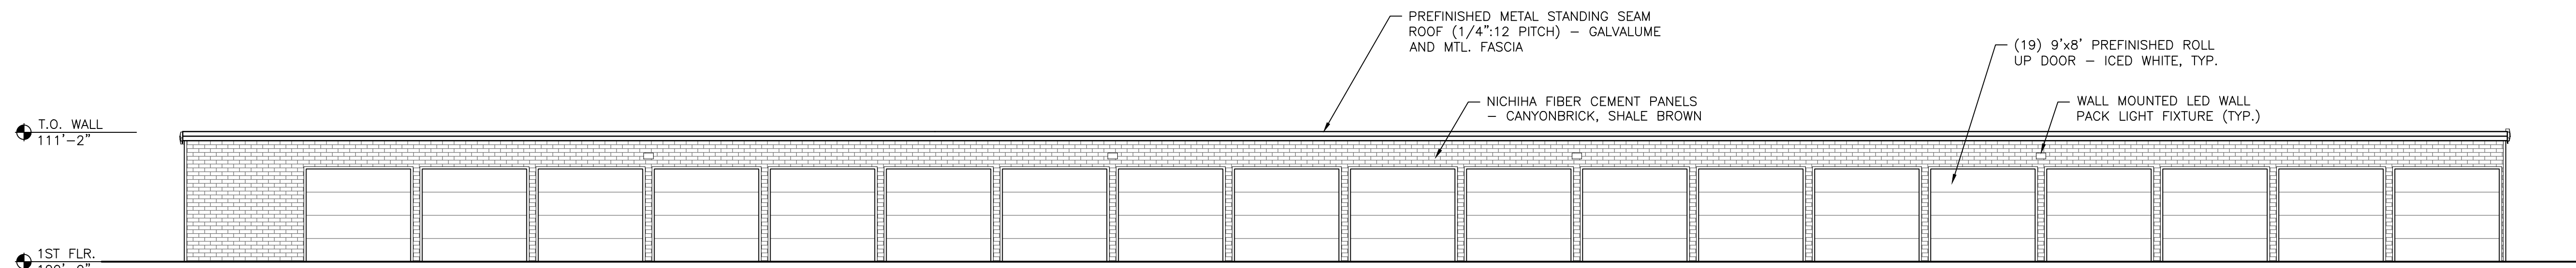 PREFINISHED METAL STANDING SEAM
ROOF (1/4":12 PITCH) – GALVALUME
AND MTL. FASCIA
(19) 9'x8' PREFINISHED ROLL
UP DOOR – ICED WHITE, TYP.
NICHIHA FIBER CEMENT PANELS
– CANYONBRICK, SHALE BROWN
WALL MOUNTED LED WALL
PACK LIGHT FIXTURE (TYP.)
T.O. WALL
111'–2"
1ST FLR.